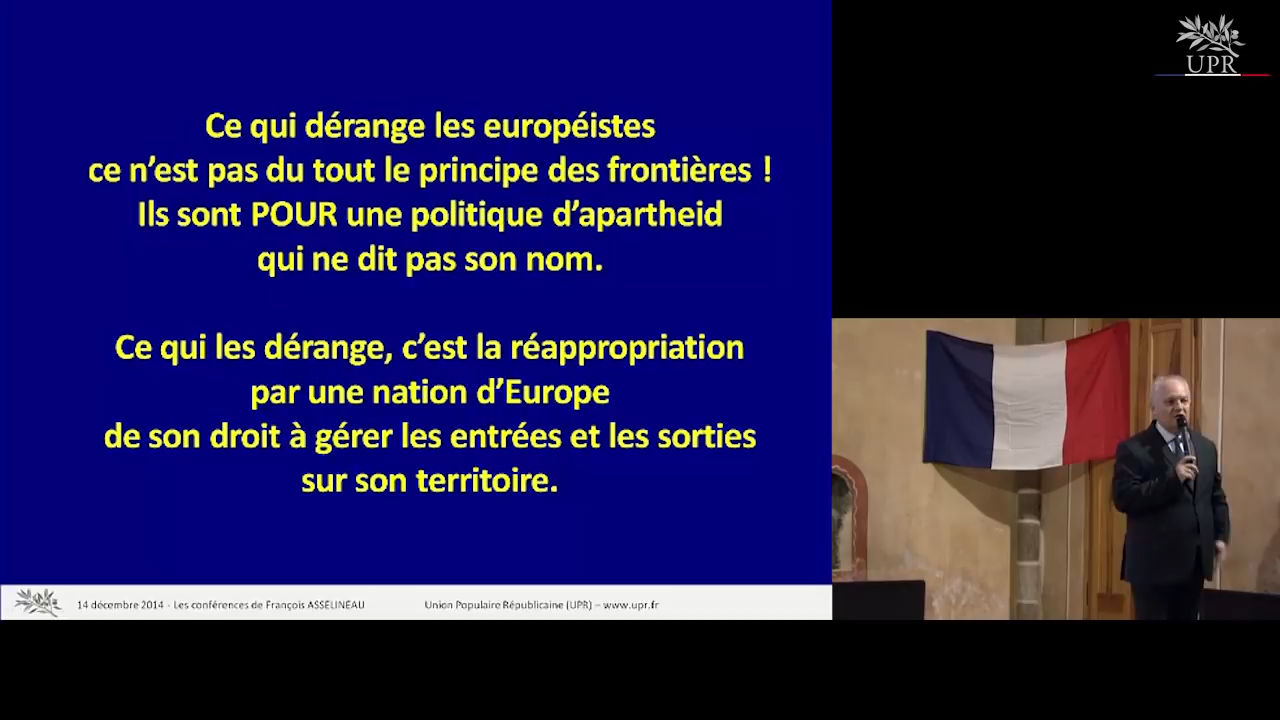 Ce qui dérange les européistes
ce n'est pas du tout le principe des frontières !
Ils sont POUR une politique d'apartheid
qui ne dit pas son nom.
Ce qui les dérange, c'est la réappropriation
par une nation d'Europe
de son droit à gérer les entrées et les sorties
sur son territoire.
14 décembre 2014 - Les conférences de François ASSELINEAU
Union Populaire Républicaine (UPR) – www.upr.fr
UPR